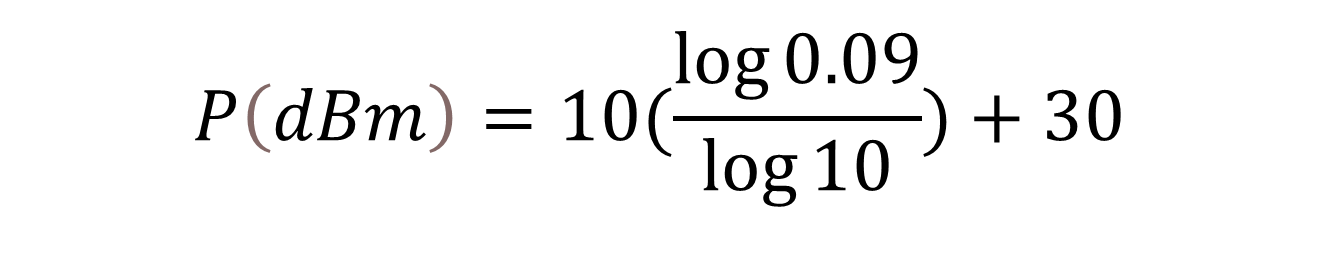 P(dBm) = 10(log 0.09 / log 10) + 30